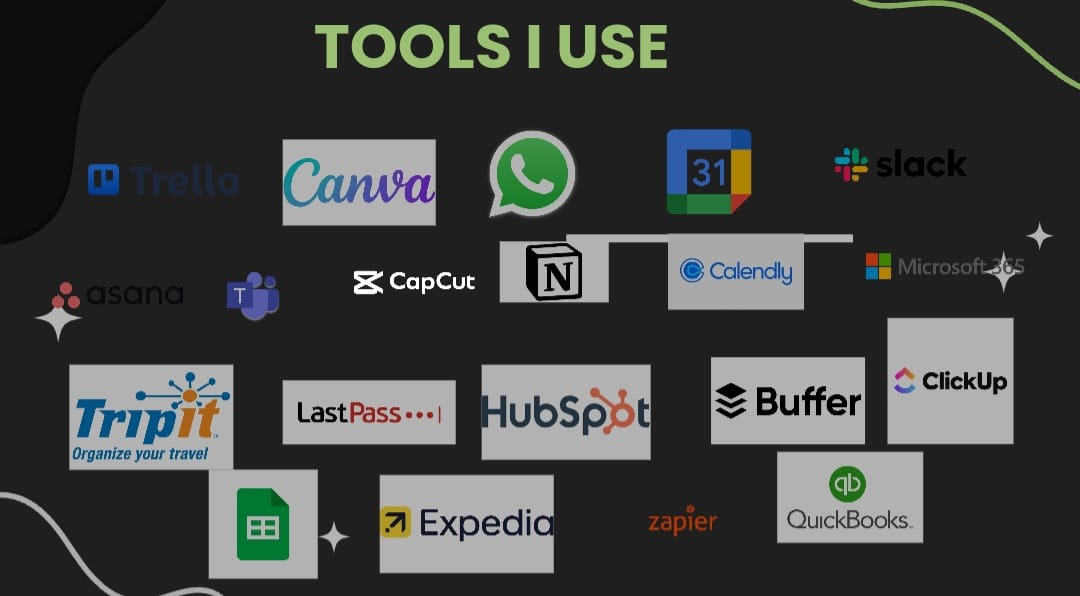 TOOLS I USE
Trello
Canva
31
slack
asana
T
CapCut
N
Calendly
Microsoft 365
Tripit
Organize your travel
LastPass
HubSpot
Buffer
ClickUp
Expedia
zapier
qb
QuickBooks